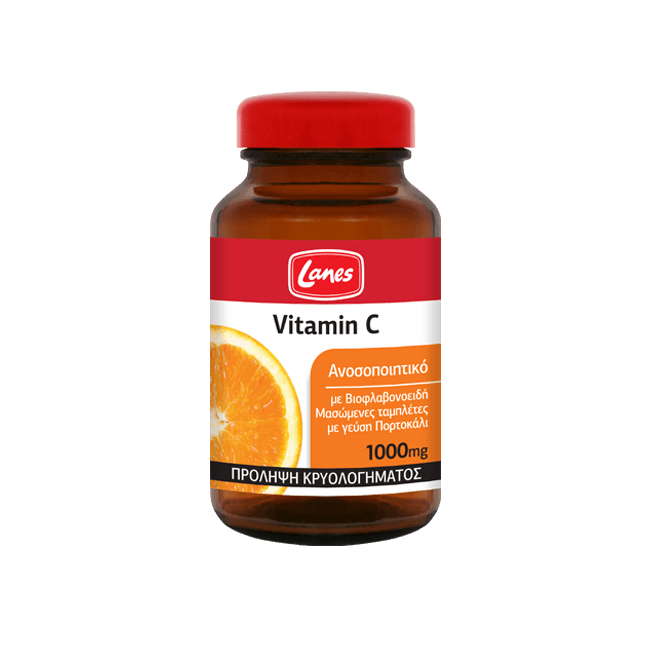 Lanes
Vitamin C
Ανοσοποιητικό
με Βιοφλαβονοειδή
Μασώμενες ταμπλέτες
με γεύση Πορτοκάλι
1000mg
ΠΡΟΛΗΨΗ ΚΡΥΟΛΟΓΗΜΑΤΟΣ